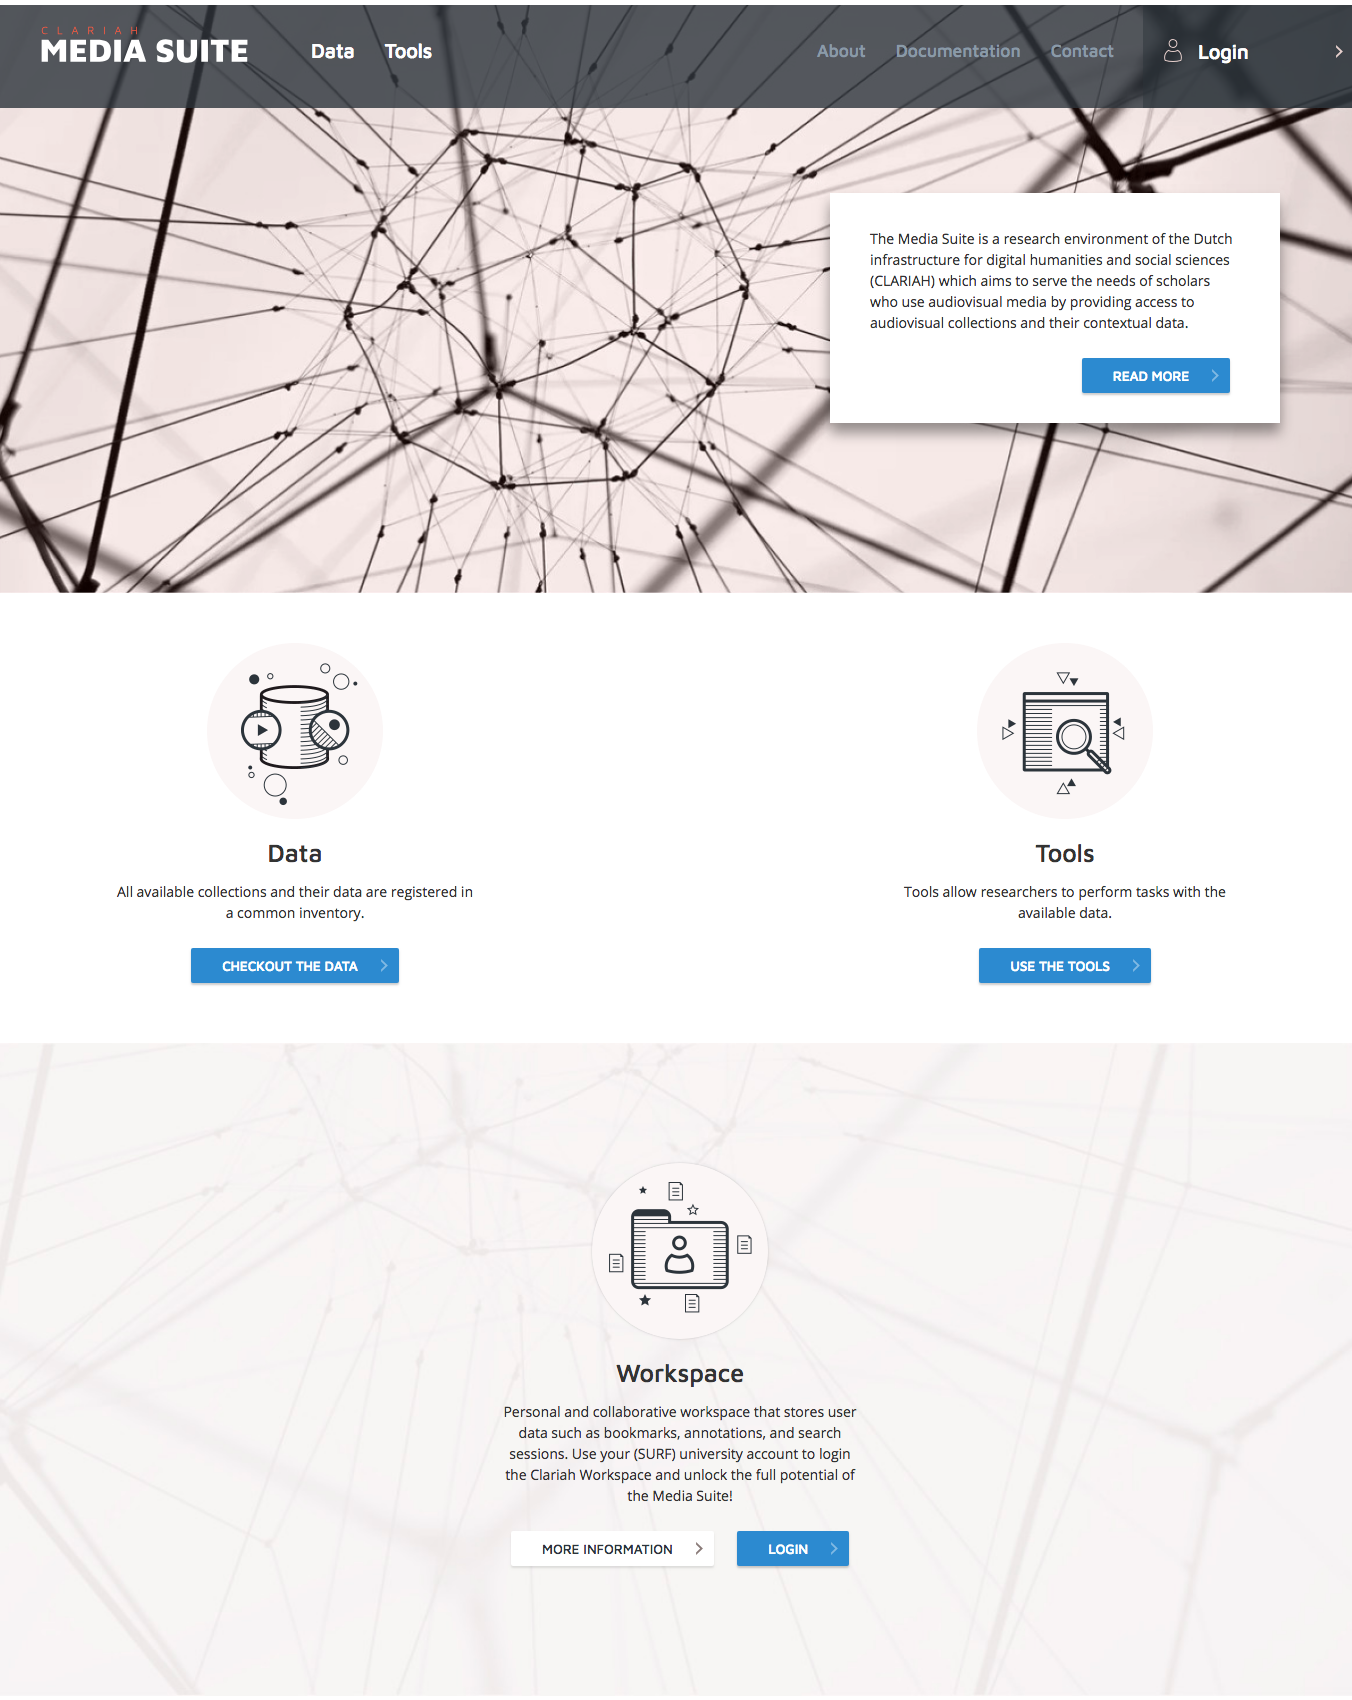 CLARIAH
MEDIA SUITE
Data
Tools
About
Documentation
Contact
Login
The Media Suite is a research environment of the Dutch
infrastructure for digital humanities and social sciences
(CLARIAH) which aims to serve the needs of scholars
who use audiovisual media by providing access to
audiovisual collections and their contextual data.
READ MORE
Data
All available collections and their data are registered in
a common inventory.
CHECKOUT THE DATA
Tools
Tools allow researchers to perform tasks with the
available data.
USE THE TOOLS
Workspace
Personal and collaborative workspace that stores user
data such as bookmarks, annotations, and search
sessions. Use your (SURF) university account to login
the Clariah Workspace and unlock the full potential of
the Media Suite!
MORE INFORMATION
LOGIN